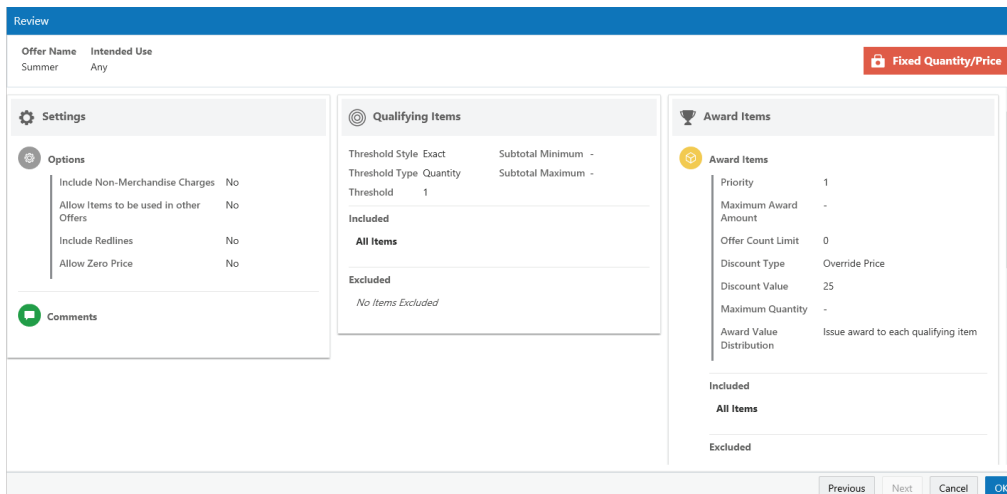 Review
Offer Name Intended Use
Summer Any
Fixed Quantity/Price
Settings
Options
Include Non-Merchandise Charges No
Allow Items to be used in other No
Offers
Include Redlines No
Allow Zero Price No
Comments
Qualifying Items
Threshold Style Exact Subtotal Minimum -
Threshold Type Quantity Subtotal Maximum -
Threshold 1
Included
All Items
Excluded
No Items Excluded
Award Items
Award Items
Priority 1
Maximum Award -
Amount
Offer Count Limit 0
Discount Type Override Price
Discount Value 25
Maximum Quantity -
Award Value Issue award to each qualifying item
Distribution
Included
All Items
Excluded
Previous Next Cancel OK